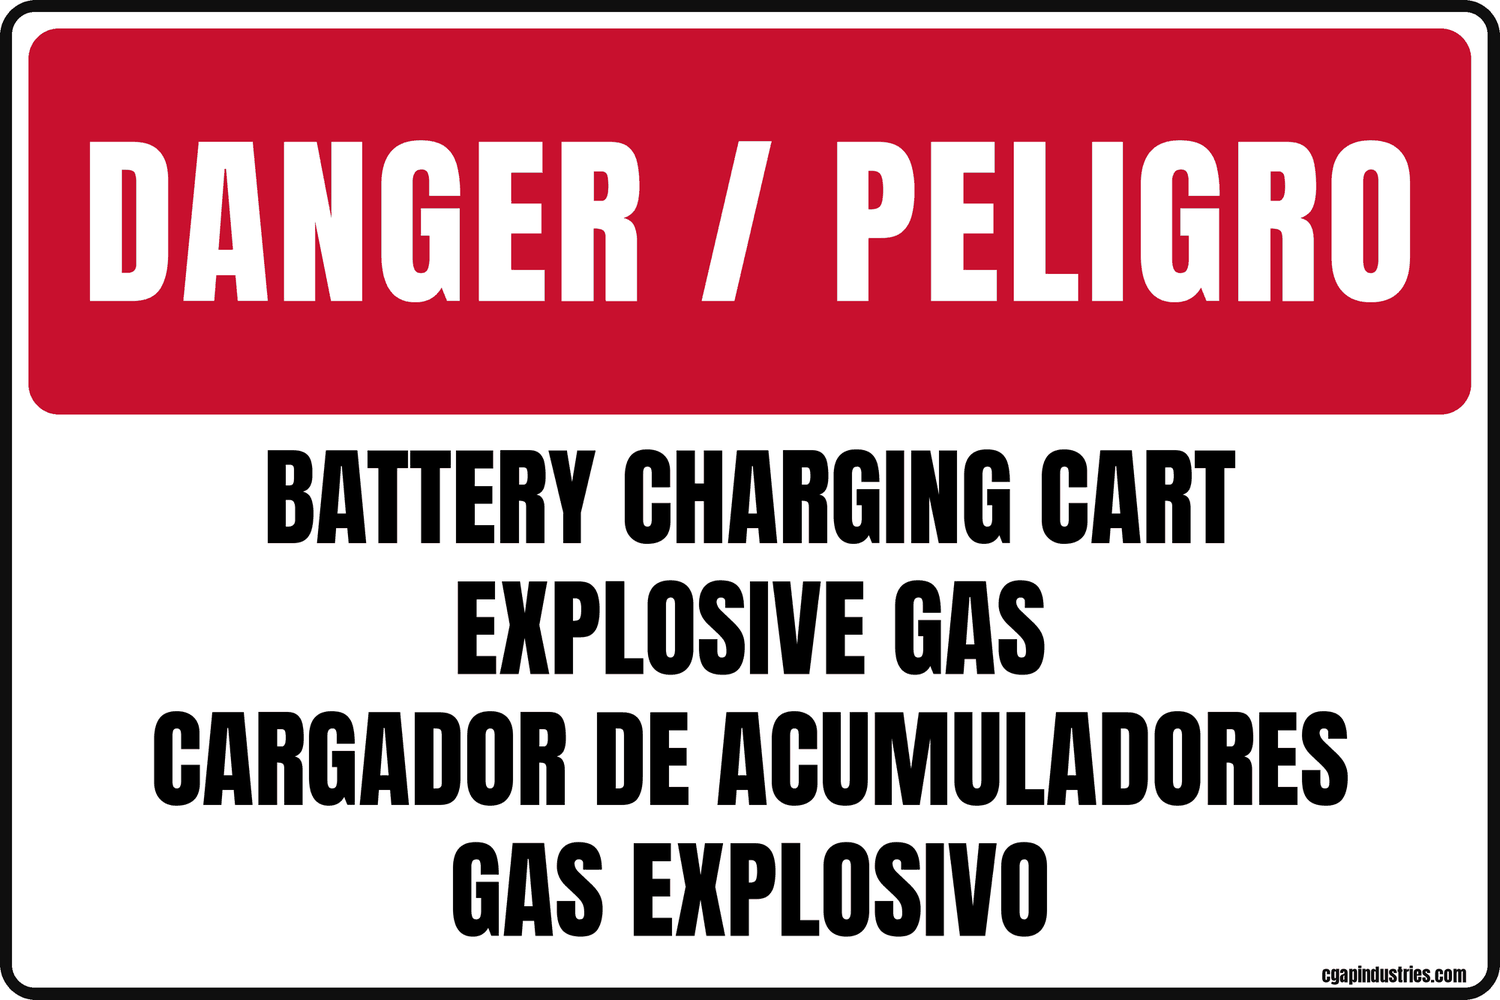 DANGER / PELIGRO
BATTERY CHARGING CART
EXPLOSIVE GAS
CARGADOR DE ACUMULADORES
GAS EXPLOSIVO
cgapindustries.com